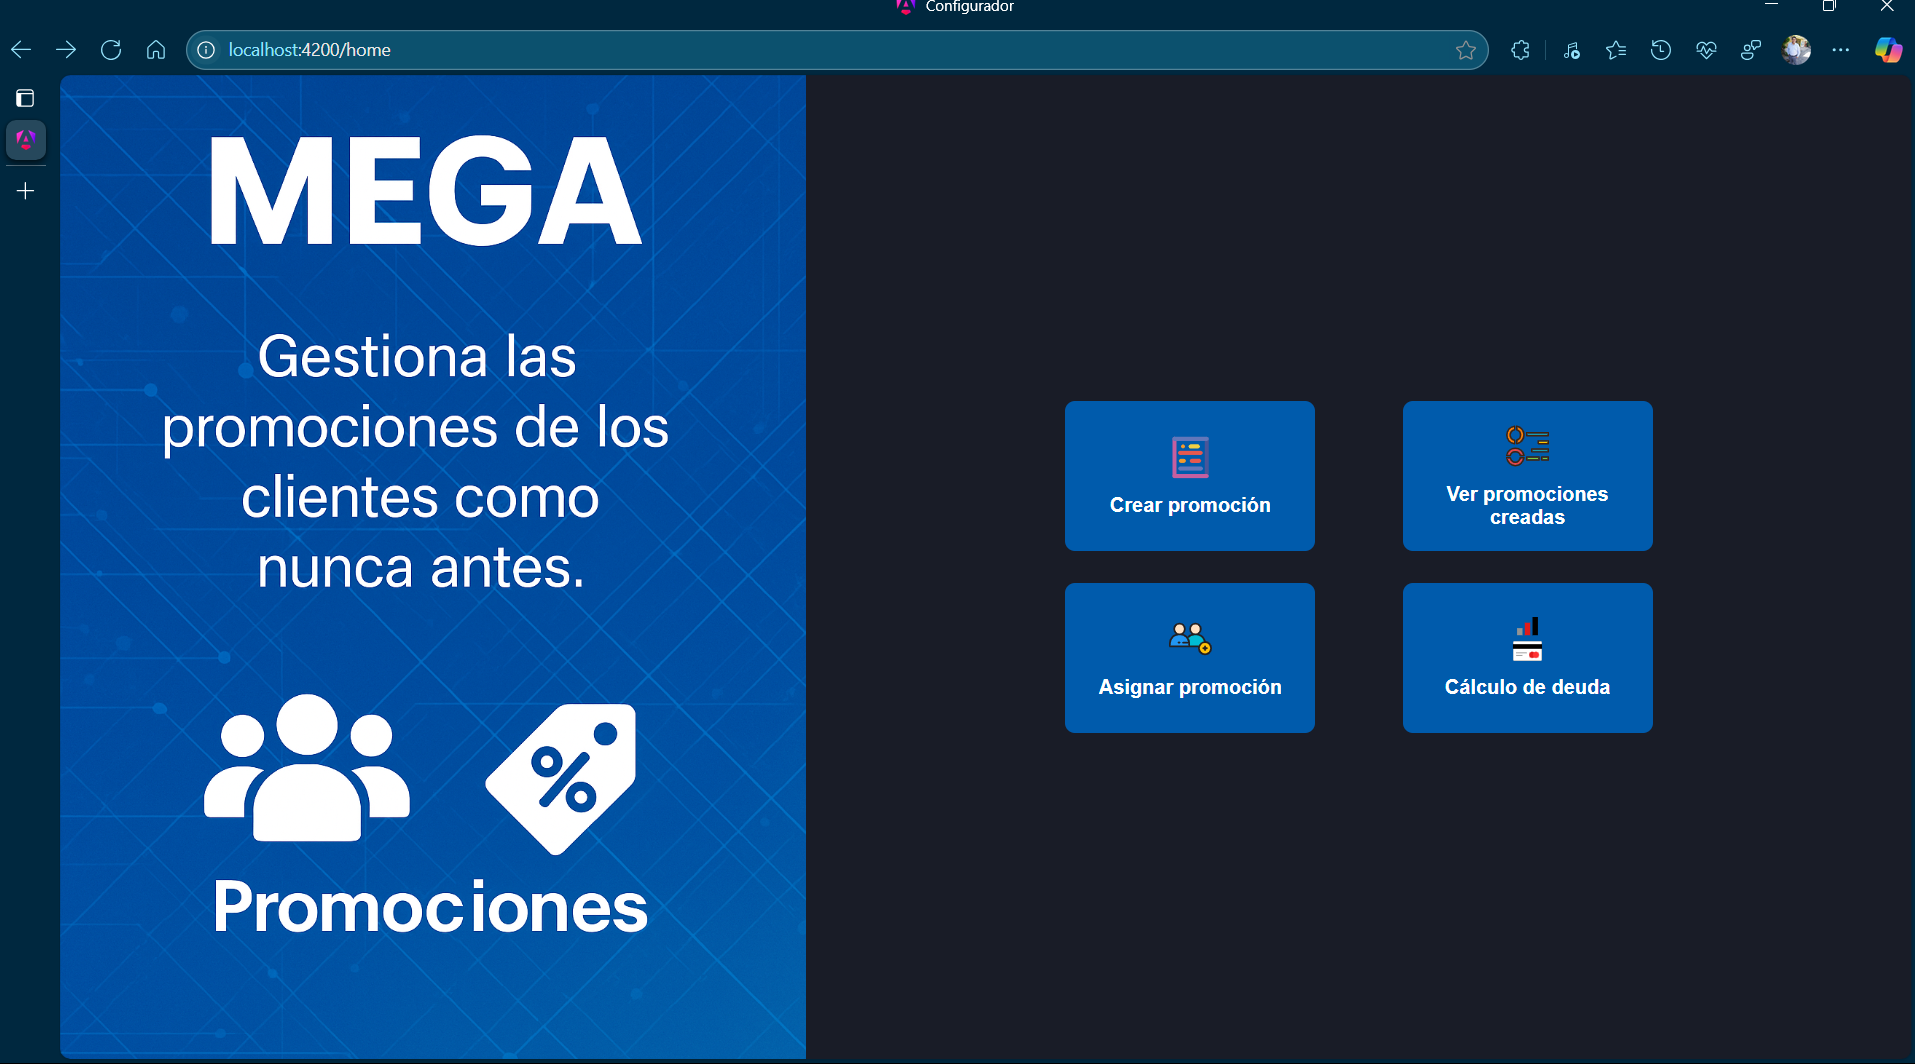 Configurador
localhost:4200/home
MEGA
Gestiona las
promociones de los
clientes como
nunca antes.
Promociones
Crear promoción
Ver promociones
creadas
Asignar promoción
Cálculo de deuda